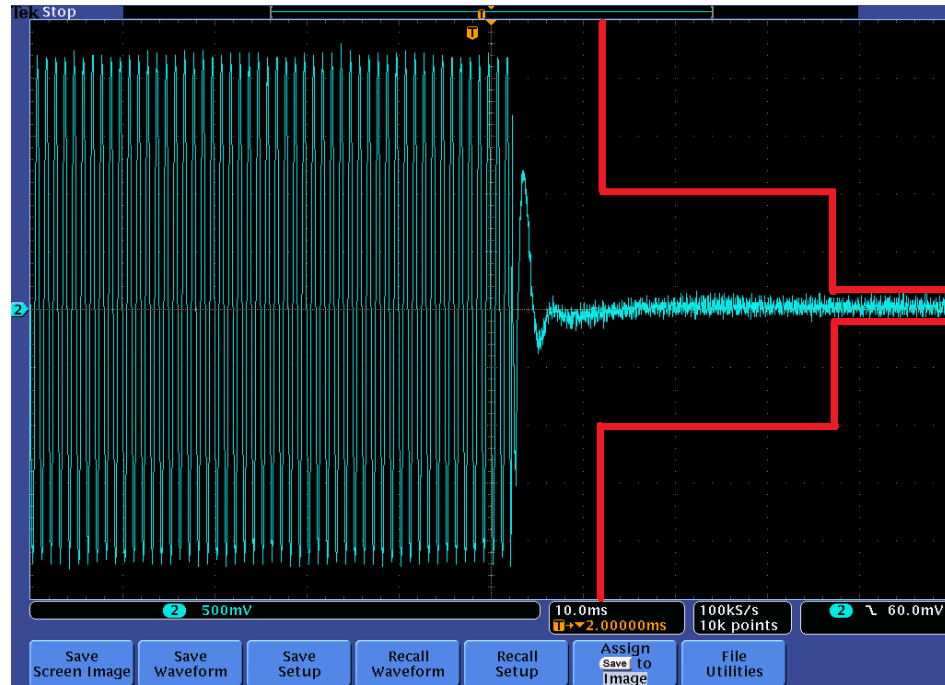 Tek Stop
T
T
2
2 500mV
10.0ms
T→▼2.00000ms
100kS/s
10k points
2 ㄟ 60.0mV
Save
Screen Image
Save
Waveform
Save
Setup
Recall
Waveform
Recall
Setup
Assign
Save to
Image
File
Utilities